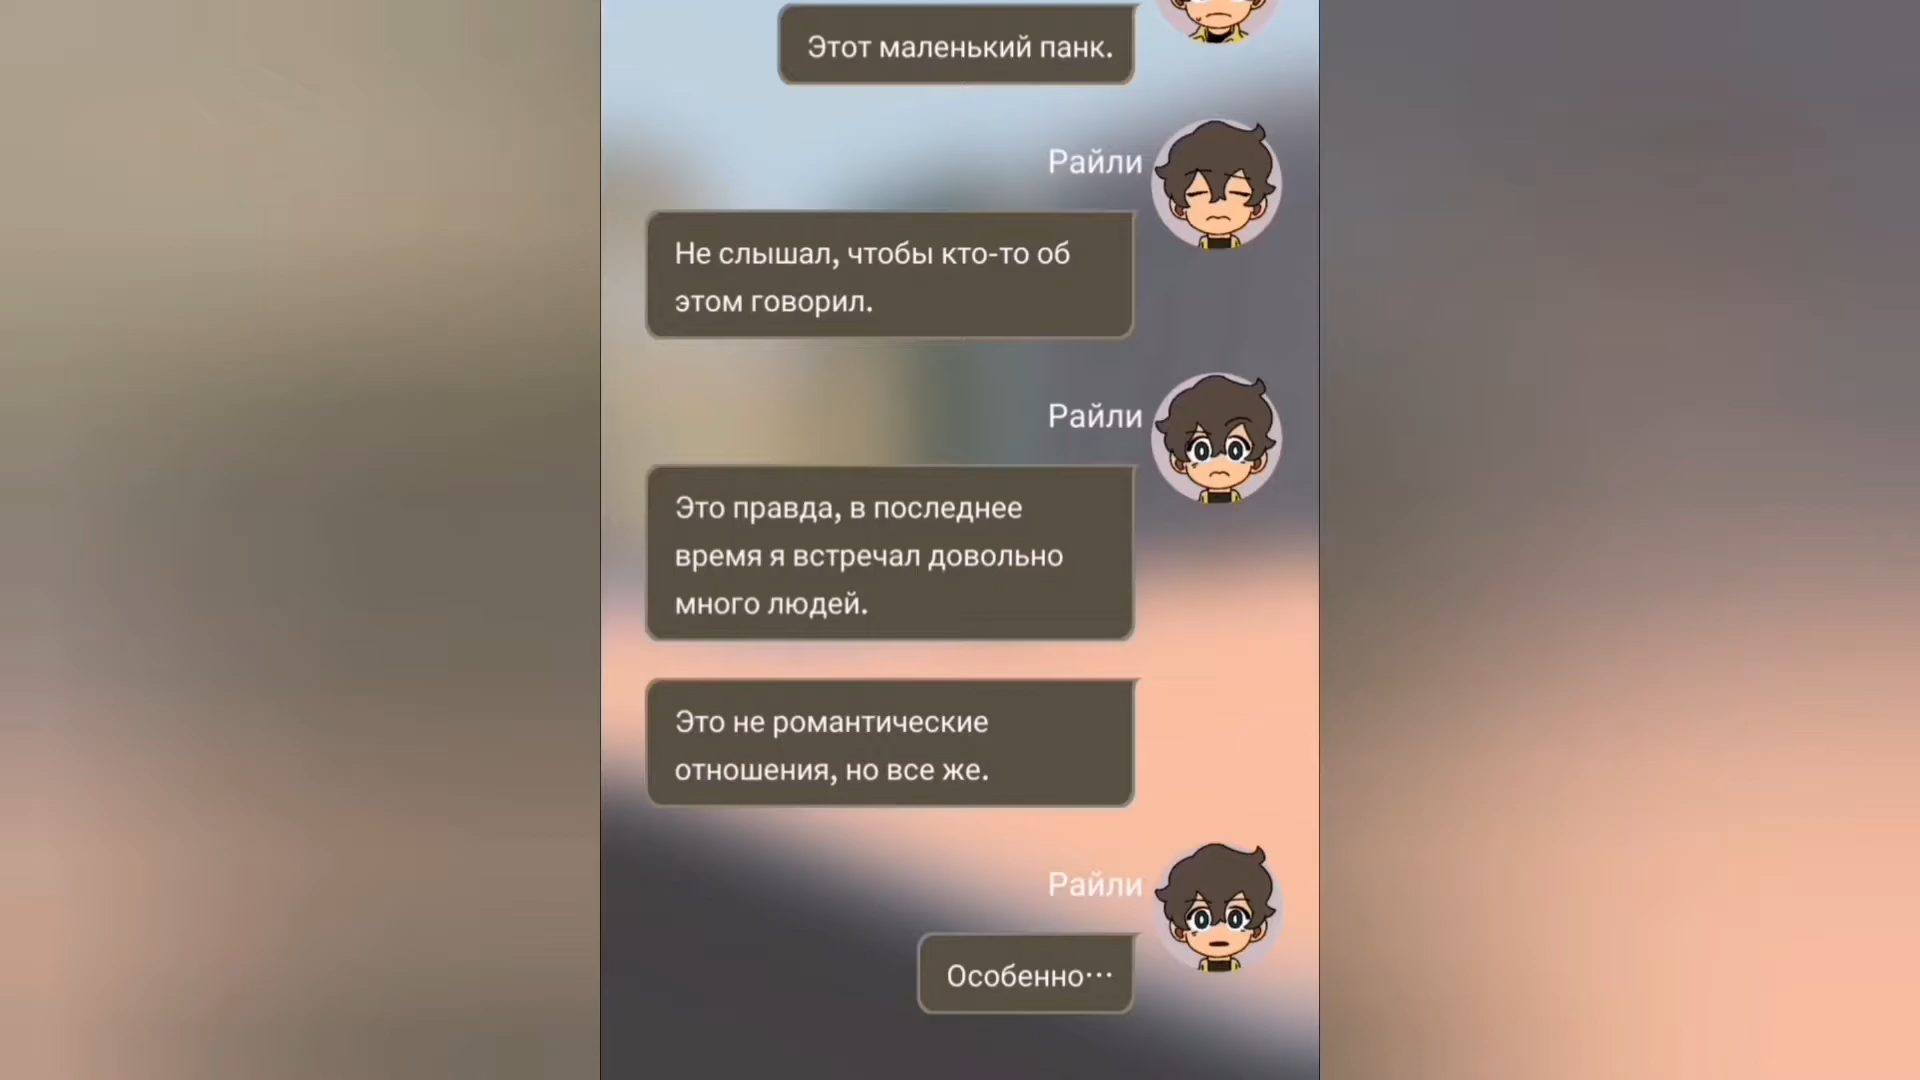 Этот маленький панк.
Райли
Не слышал, чтобы кто-то об
этом говорил.
Райли
Это правда, в последнее
время я встречал довольно
много людей.
Это не романтические
отношения, но все же.
Райли
Особенно···